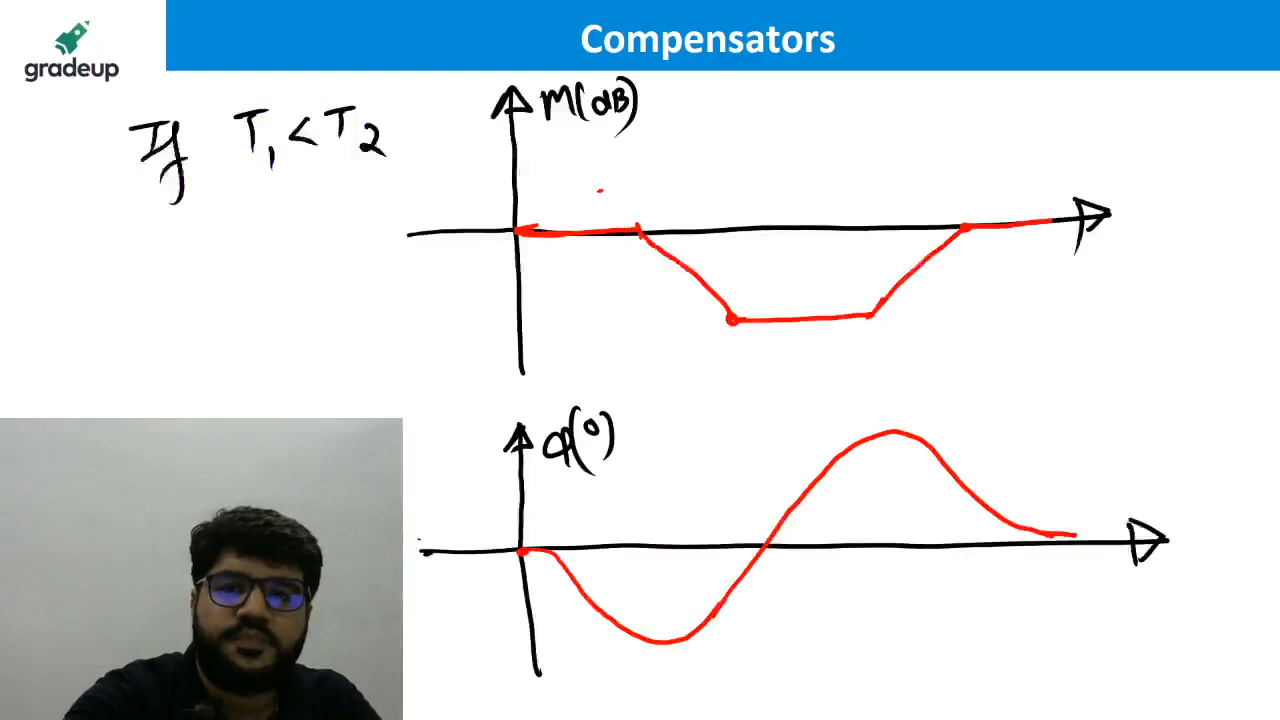 gradeup
Compensators
If T₁ < T₂
M(dB)
φ(°)